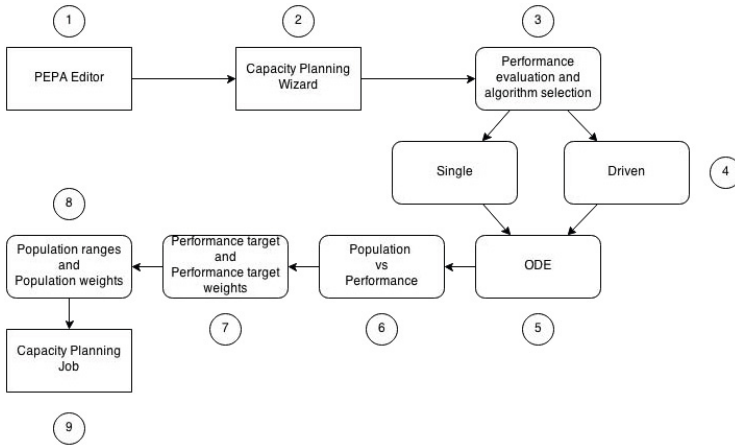 1
2
3
PEPA Editor
Capacity Planning
Wizard
Performance
evaluation and
algorithm selection
Single
Driven
4
8
Population ranges
and
Population weights
Performance target
and
Performance target
weights
Population
vs
Performance
ODE
7
6
5
Capacity Planning
Job
9